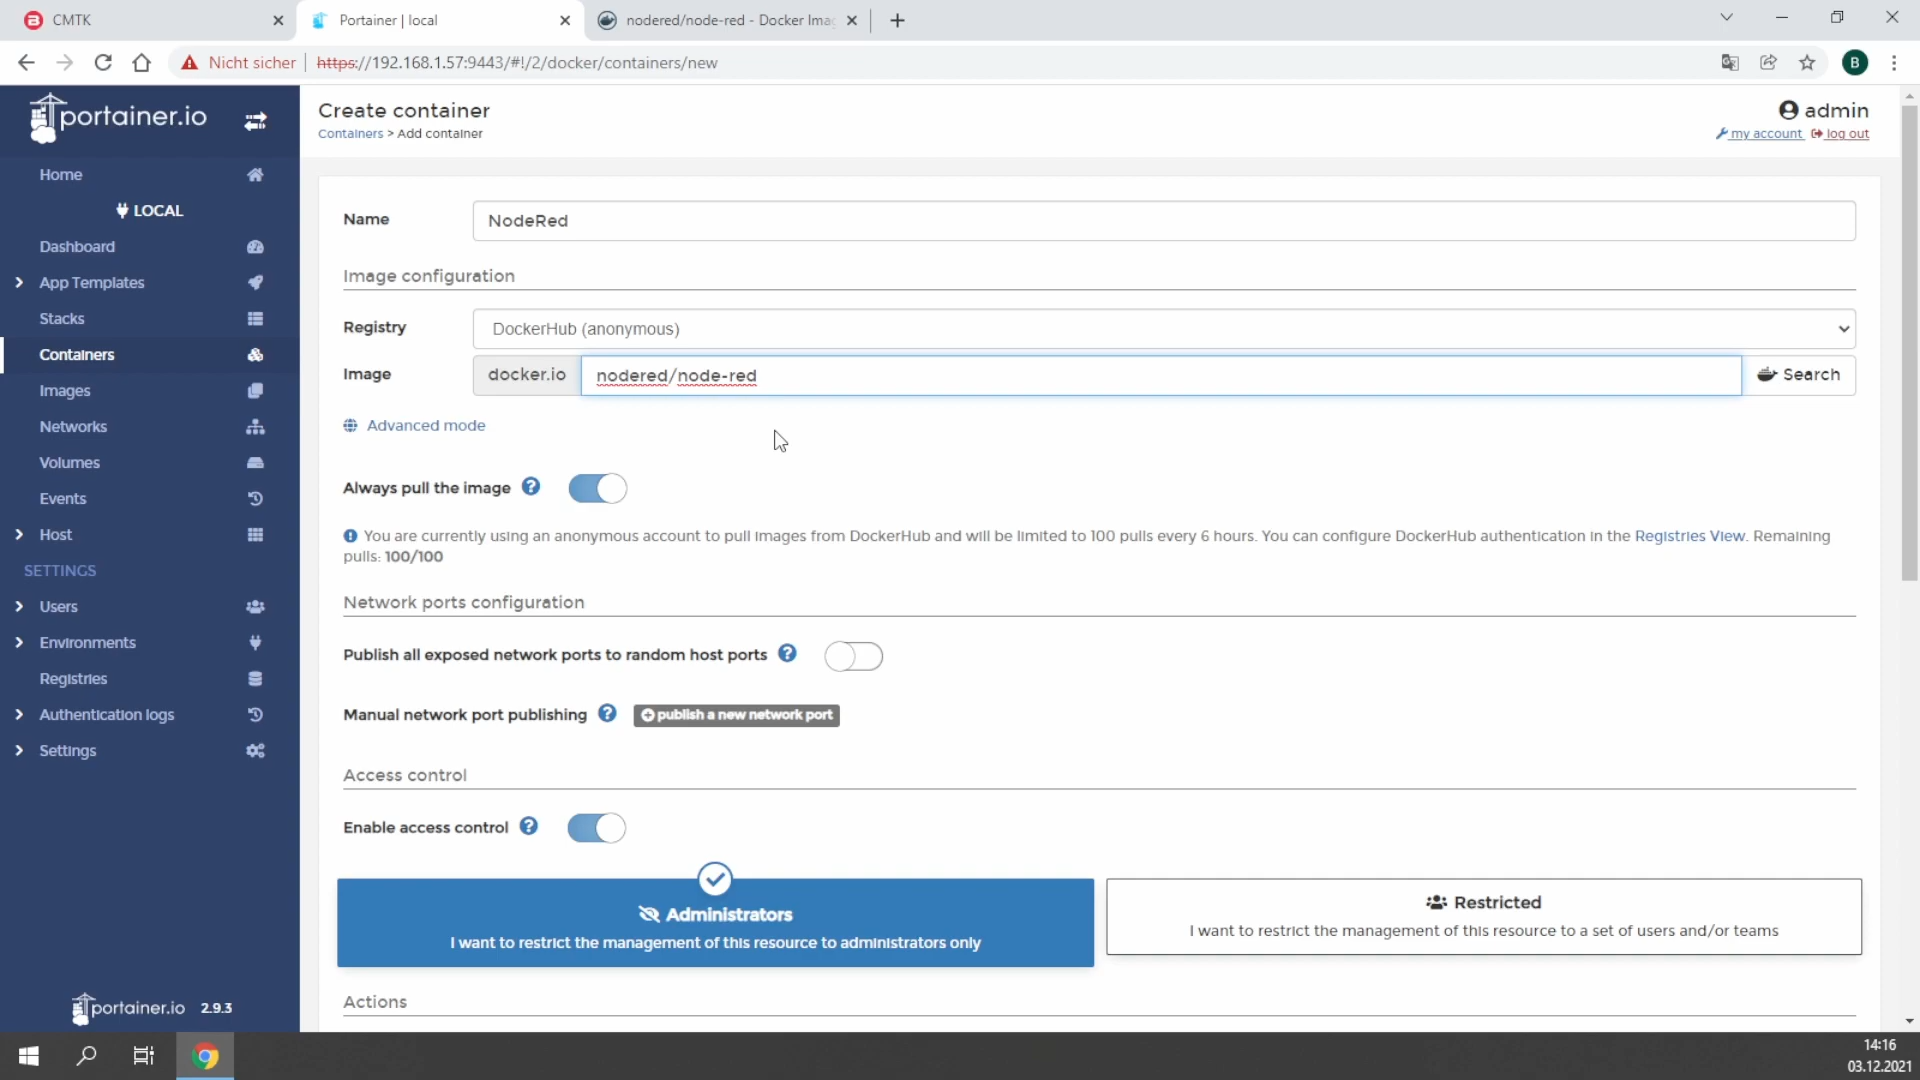 CMTK
Portainer | local
nodered/node-red - Docker Imag
Nicht sicher
https://192.168.1.57:9443/#!/2/docker/containers/new
B
portainer.io
Create container
Containers > Add container
admin
my account
log out
Home
LOCAL
Dashboard
App Templates
Stacks
Containers
Images
Networks
Volumes
Events
Host
SETTINGS
Users
Environments
Registries
Authentication logs
Settings
portainer.io 2.9.3
Name
NodeRed
Image configuration
Registry
DockerHub (anonymous)
Image
docker.io
nodered/node-red
Search
Advanced mode
Always pull the image
You are currently using an anonymous account to pull images from DockerHub and will be limited to 100 pulls every 6 hours. You can configure DockerHub authentication in the Registries View. Remaining
pulls: 100/100
Network ports configuration
Publish all exposed network ports to random host ports
Manual network port publishing
publish a new network port
Access control
Enable access control
Administrators
I want to restrict the management of this resource to administrators only
Restricted
I want to restrict the management of this resource to a set of users and/or teams
Actions
14:16
03.12.2021